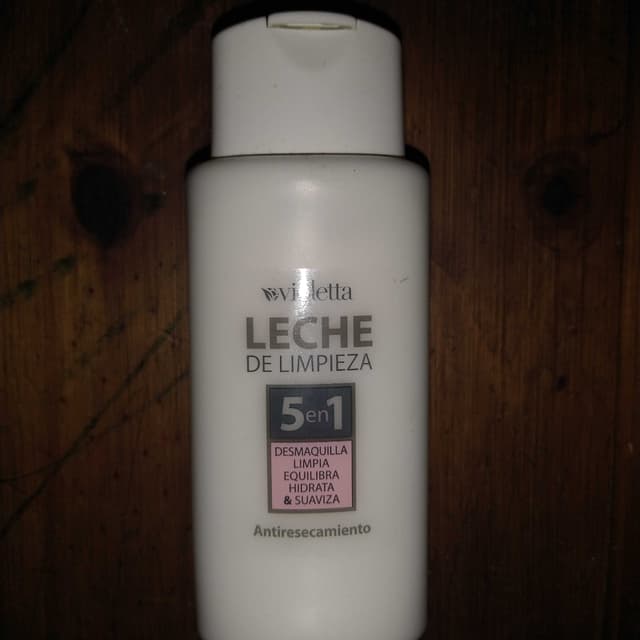 violetta
LECHE
DE LIMPIEZA
5en1
DESMAQUILLA
LIMPIA
EQUILIBRA
HIDRATA
& SUAVIZA
Antiresecamiento